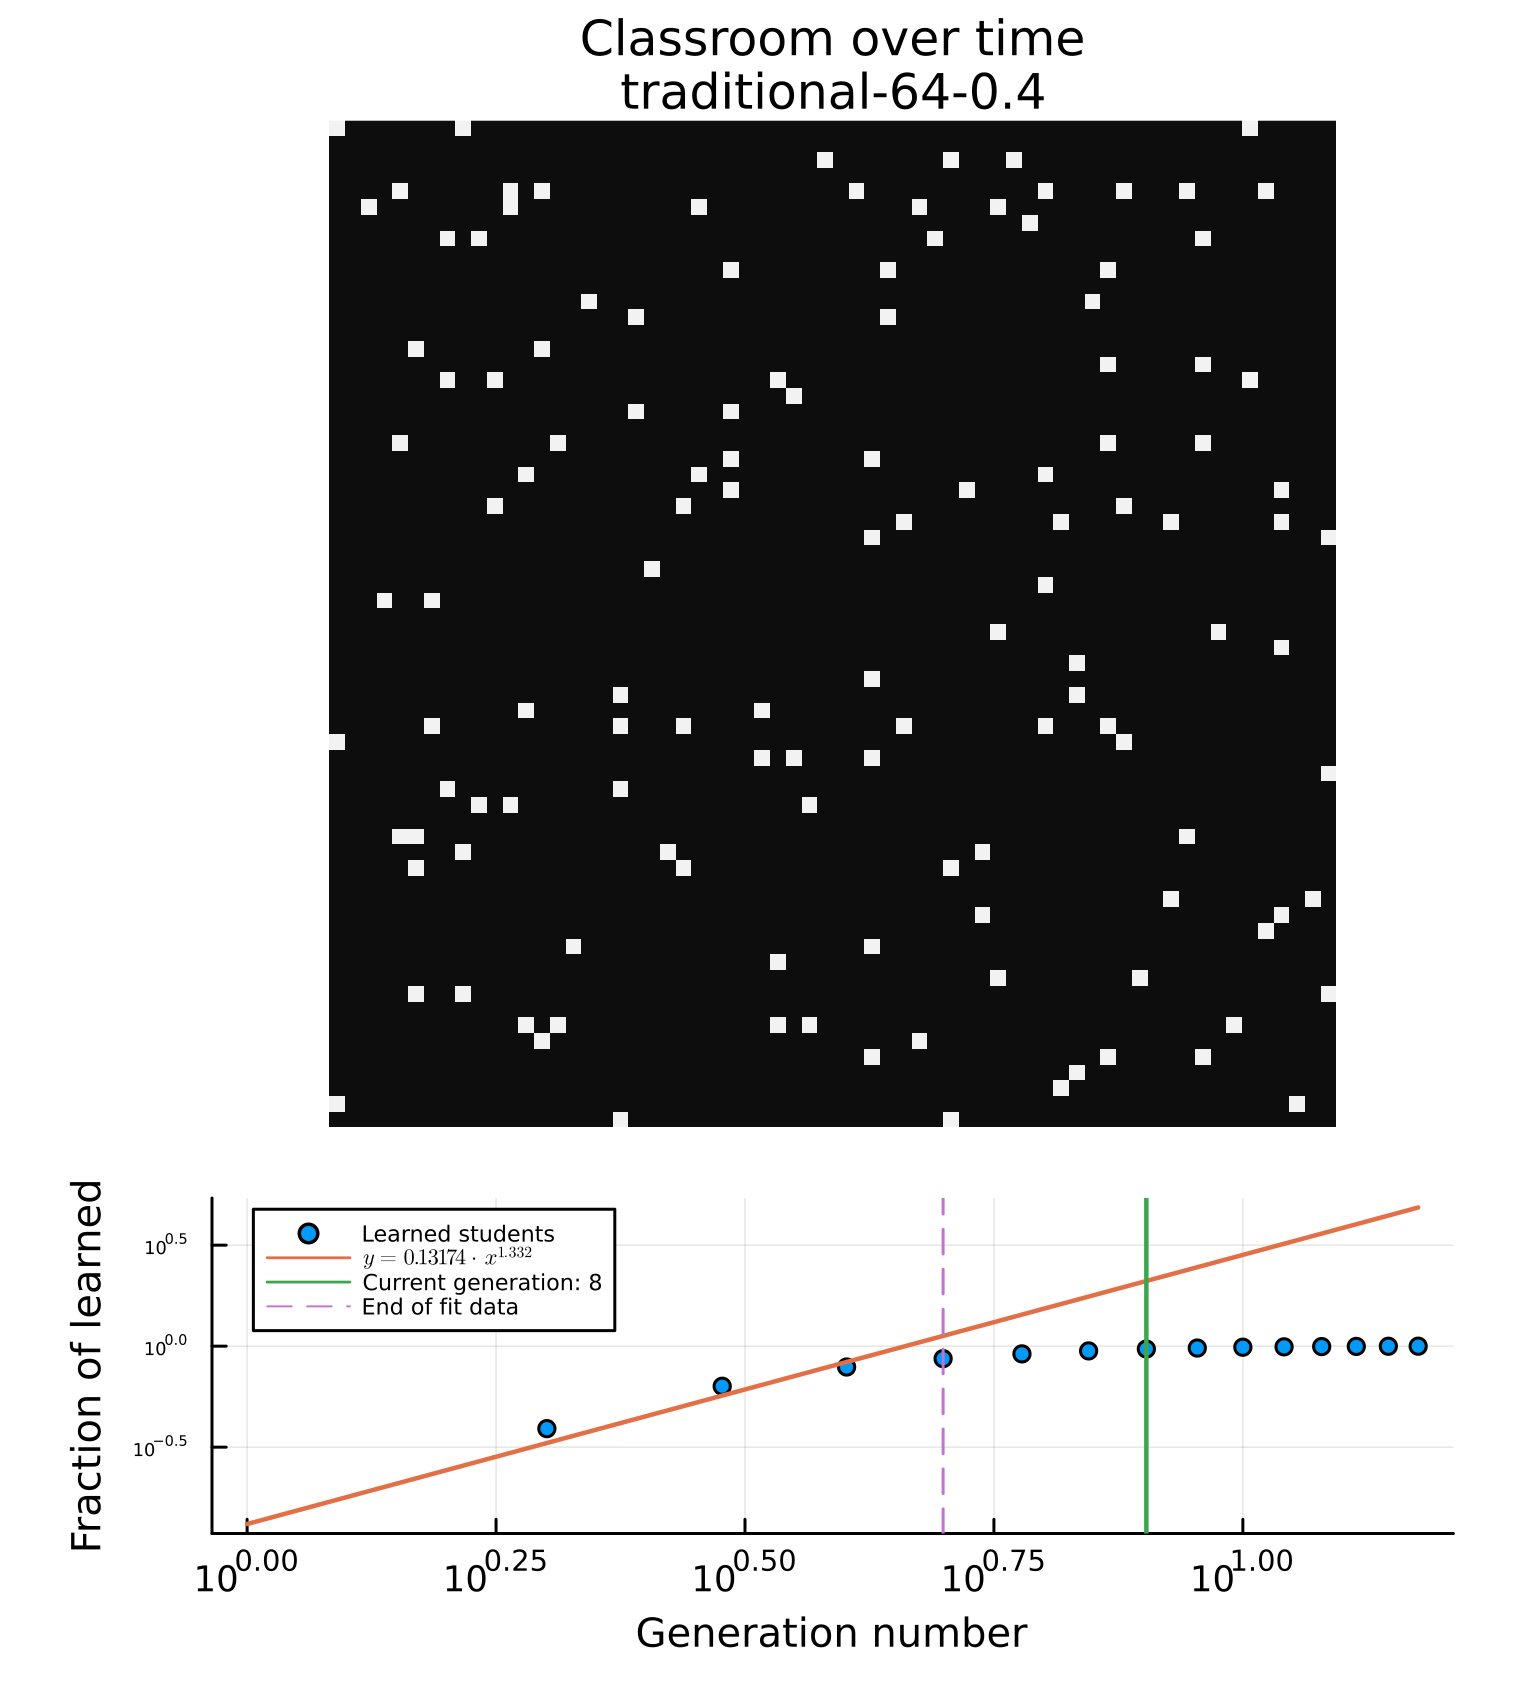 Classroom over time
traditional-64-0.4
Fraction of learned
10^0.5
10^0.0
10^−0.5
Learned students
y = 0.13174 · x^1.332
Current generation: 8
End of fit data
10^0.00 10^0.25 10^0.50 10^0.75 10^1.00
Generation number